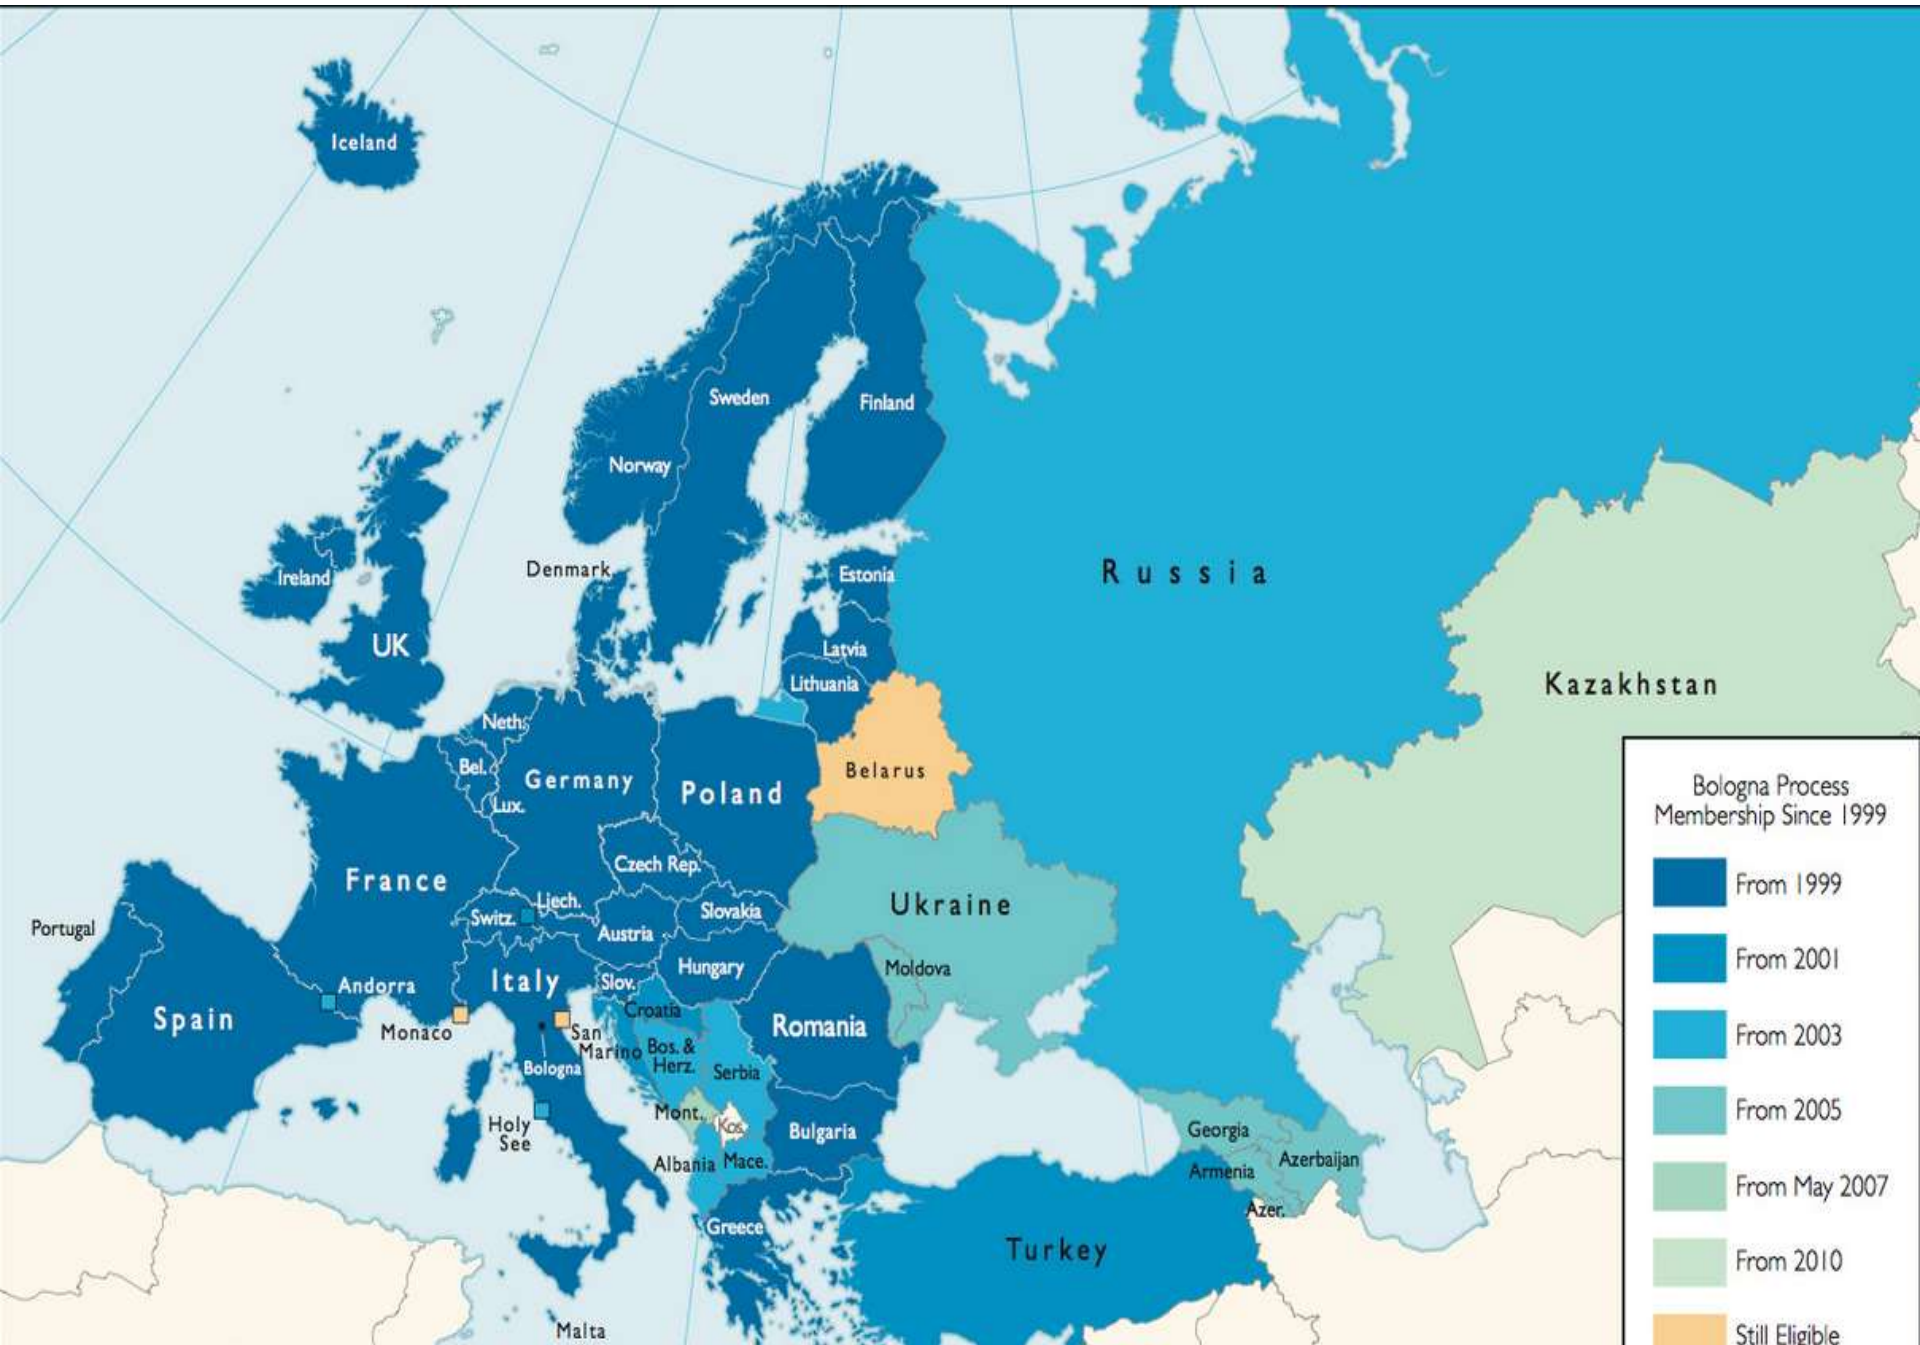 Iceland
Sweden
Finland
Norway
Denmark
Estonia
Ireland
Russia
UK
Latvia
Lithuania
Kazakhstan
Neth.
Bel.
Germany
Poland
Belarus
Lux.
Czech Rep.
France
Liech.
Switz.
Slovakia
Ukraine
Portugal
Austria
Hungary
Moldova
Andorra
Italy
Slov.
Croatia
Spain
Monaco
San
Marino
Romania
Bos. &
Herz.
Bologna
Serbia
Mont.
Kos.
Holy
See
Bulgaria
Georgia
Albania
Mace.
Armenia
Azerbaijan
Azer.
Greece
Turkey
Malta
Bologna Process
Membership Since 1999
From 1999
From 2001
From 2003
From 2005
From May 2007
From 2010
Still Eligible